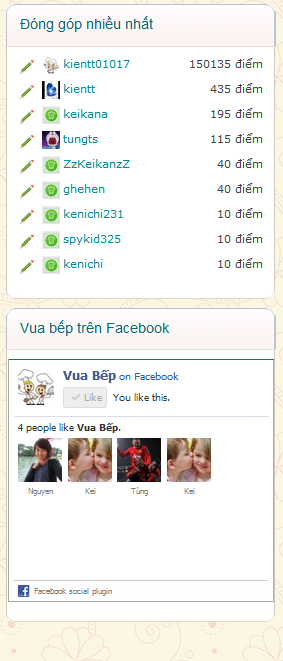 Đóng góp nhiều nhất
kientt01017 150135 điểm
kientt 435 điểm
keikana 195 điểm
tungts 115 điểm
ZzKeikanzZ 40 điểm
ghehen 40 điểm
kenichi231 10 điểm
spykid325 10 điểm
kenichi 10 điểm
Vua bếp trên Facebook
Vua Bếp on Facebook
Like You like this.
4 people like Vua Bếp.
Nguyen Kei Tùng Kei
Facebook social plugin